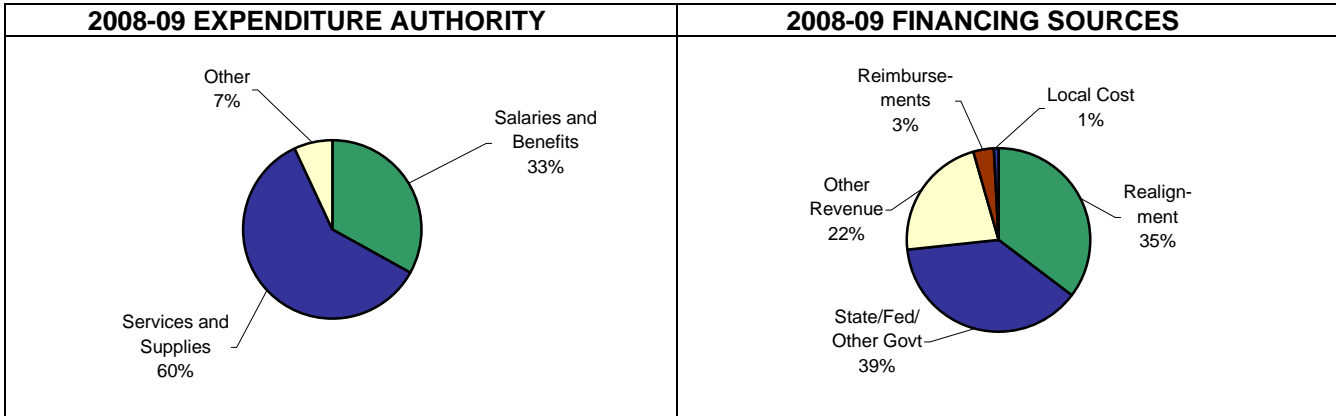 2008-09 EXPENDITURE AUTHORITY
Other
7%
Salaries and
Benefits
33%
Services and
Supplies
60%
2008-09 FINANCING SOURCES
Reimburse-
ments
3%
Local Cost
1%
Other
Revenue
22%
Realign-
ment
35%
State/Fed/
Other Govt
39%